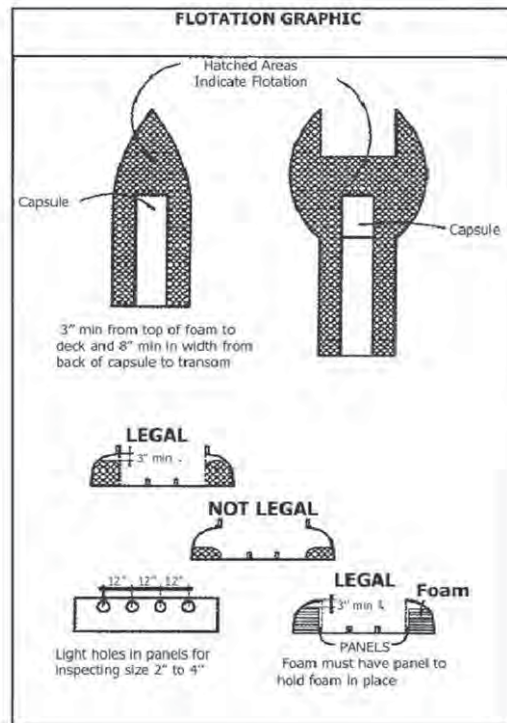 FLOTATION GRAPHIC
Hatched Areas
Indicate Flotation
Capsule
Capsule
3" min from top of foam to
deck and 8" min in width from
back of capsule to transom
LEGAL
3" min .
NOT LEGAL
12" 12" 12"
Light holes in panels for
inspecting size 2" to 4"
LEGAL
Foam
3" min
PANELS
Foam must have panel to
hold foam in place